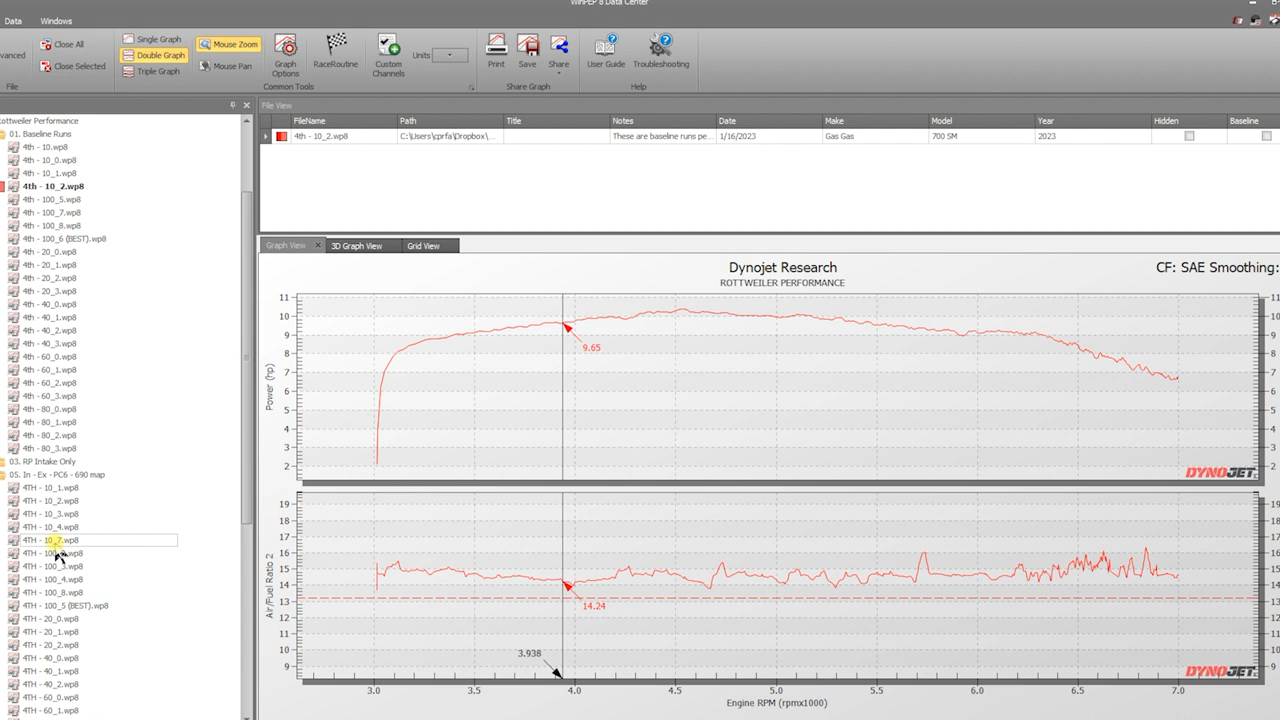 WinPEP 8 Data Center
Data Windows
Close All
Close Selected
Single Graph
Double Graph
Triple Graph
Mouse Zoom
Mouse Pan
Graph Options
RaceRoutine
Custom Channels
Units
Print
Save
Share
User Guide
Troubleshooting
File
Common Tools
Share Graph
Help
Rottweiler Performance
01. Baseline Runs
4th - 10.wp8
4th - 10_0.wp8
4th - 10_1.wp8
4th - 10_2.wp8
4th - 100_5.wp8
4th - 100_7.wp8
4th - 100_8.wp8
4th - 100_6 (BEST).wp8
4th - 20_0.wp8
4th - 20_1.wp8
4th - 20_2.wp8
4th - 20_3.wp8
4th - 40_0.wp8
4th - 40_1.wp8
4th - 40_2.wp8
4th - 40_3.wp8
4th - 60_0.wp8
4th - 60_1.wp8
4th - 60_2.wp8
4th - 60_3.wp8
4th - 80_0.wp8
4th - 80_1.wp8
4th - 80_2.wp8
4th - 80_3.wp8
03. RP Intake Only
05. In - Ex - PC6 - 690 map
4TH - 10_1.wp8
4TH - 10_2.wp8
4TH - 10_3.wp8
4TH - 10_4.wp8
4TH - 10_7.wp8
4TH - 100_3.wp8
4TH - 100_4.wp8
4TH - 100_8.wp8
4TH - 100_5 (BEST).wp8
4TH - 20_0.wp8
4TH - 20_1.wp8
4TH - 20_2.wp8
4TH - 40_0.wp8
4TH - 40_1.wp8
4TH - 40_2.wp8
4TH - 60_0.wp8
4TH - 60_1.wp8
File View
FileName Path Title Notes Date Make Model Year Hidden Baseline
4th - 10_2.wp8 C:\Users\cprfa\Dropbox\... These are baseline runs pe... 1/16/2023 Gas Gas 700 SM 2023
Graph View 3D Graph View Grid View
Dynojet Research
CF: SAE Smoothing:
ROTTWEILER PERFORMANCE
Power (hp)
11
10
9
8
7
6
5
4
3
2
9.65
10
9
8
7
6
5
4
3
2
DYNOJET
Air/Fuel Ratio 2
19
18
17
16
15
14
13
12
11
10
9
14.24
3.938
DYNOJET
3.0 3.5 4.0 4.5 5.0 5.5 6.0 6.5 7.0
Engine RPM (rpmx1000)